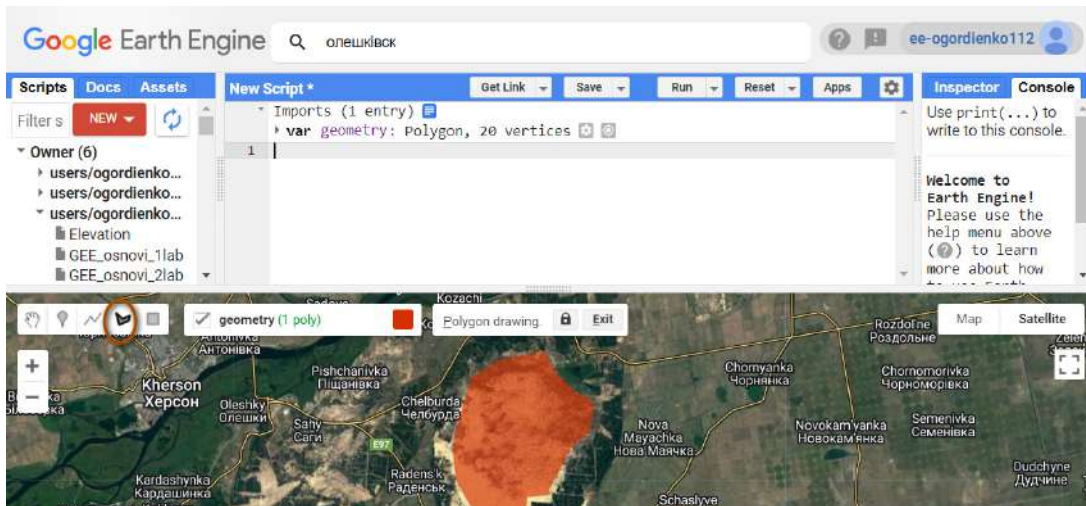 Google Earth Engine
олешківск
ee-ogordienko112
Scripts Docs Assets
Filter s
NEW
Owner (6)
users/ogordienko...
users/ogordienko...
users/ogordienko...
Elevation
GEE_osnovi_1lab
GEE_osnovi_2lab
New Script *
Get Link Save Run Reset Apps
Imports (1 entry)
var geometry: Polygon, 20 vertices
1
Inspector Console
Use print(...) to
write to this console.
Welcome to
Earth Engine!
Please use the
help menu above
(?) to learn
more about how
geometry (1 poly)
Polygon drawing. Exit
Map Satellite
Kozachi
Антонівка
Rozdolne
Роздольне
Pishchanivka
Піщанівка
Kherson
Херсон
Chelburda
Челбурда
Chornyanka
Чорнянка
Chornomorivka
Чорноморівка
Oleshky
Олешки
Sahy
Саги
E97
Nova
Mayachka
Нова Маячка
Novokam'yanka
Новокам'янка
Semenivka
Семенівка
Kardashynka
Кардашинка
Radens'k
Раденськ
Schaslyve
Dudchyne
Дудчине